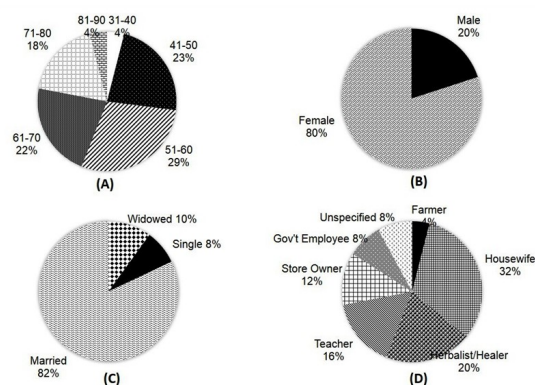 81-90
4%
31-40
4%
71-80
18%
41-50
23%
61-70
22%
51-60
29%
(A)
Male
20%
Female
80%
(B)
Widowed 10%
Single 8%
Married
82%
(C)
Unspecified 8%
Farmer
4%
Gov't Employee 8%
Housewife
32%
Store Owner
12%
Teacher
16%
Herbalist/Healer
20%
(D)